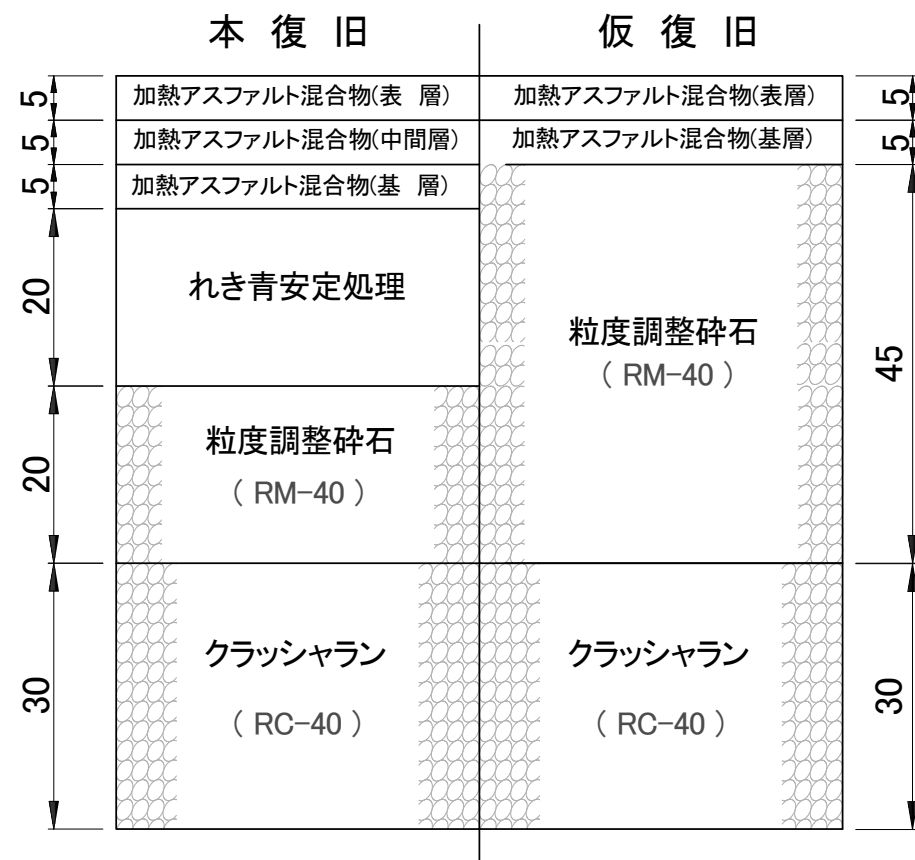 本 復 旧 仮 復 旧
5 加熱アスファルト混合物(表 層) 加熱アスファルト混合物(表層) 5
5 加熱アスファルト混合物(中間層) 加熱アスファルト混合物(基層) 5
5 加熱アスファルト混合物(基 層)
20 れき青安定処理
粒度調整砕石
( RM-40 )
45
20 粒度調整砕石
( RM-40 )
30 クラッシャラン クラッシャラン 30
( RC-40 ) ( RC-40 )